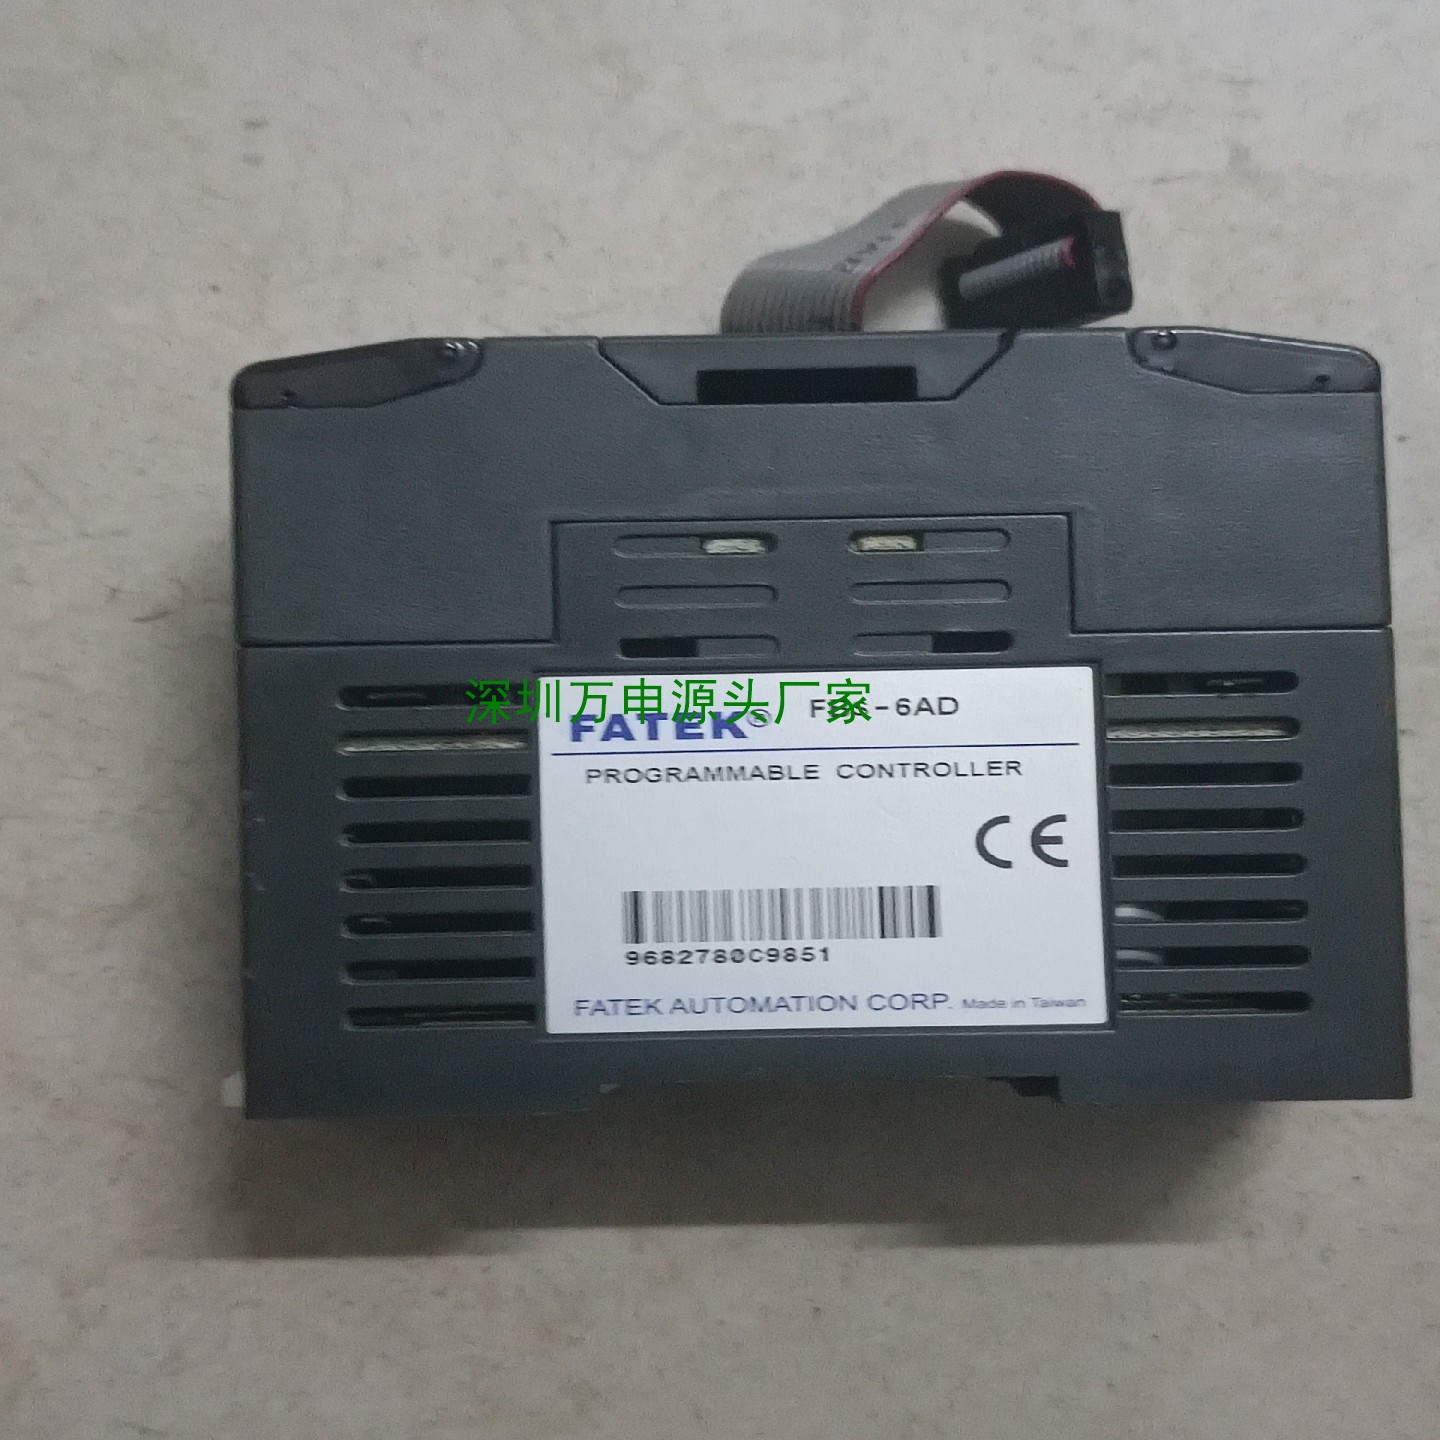 深圳万电源头厂家
FATEK® FBs-6AD
PROGRAMMABLE CONTROLLER
CE
9682780C9851
FATEK AUTOMATION CORP. Made in Taiwan